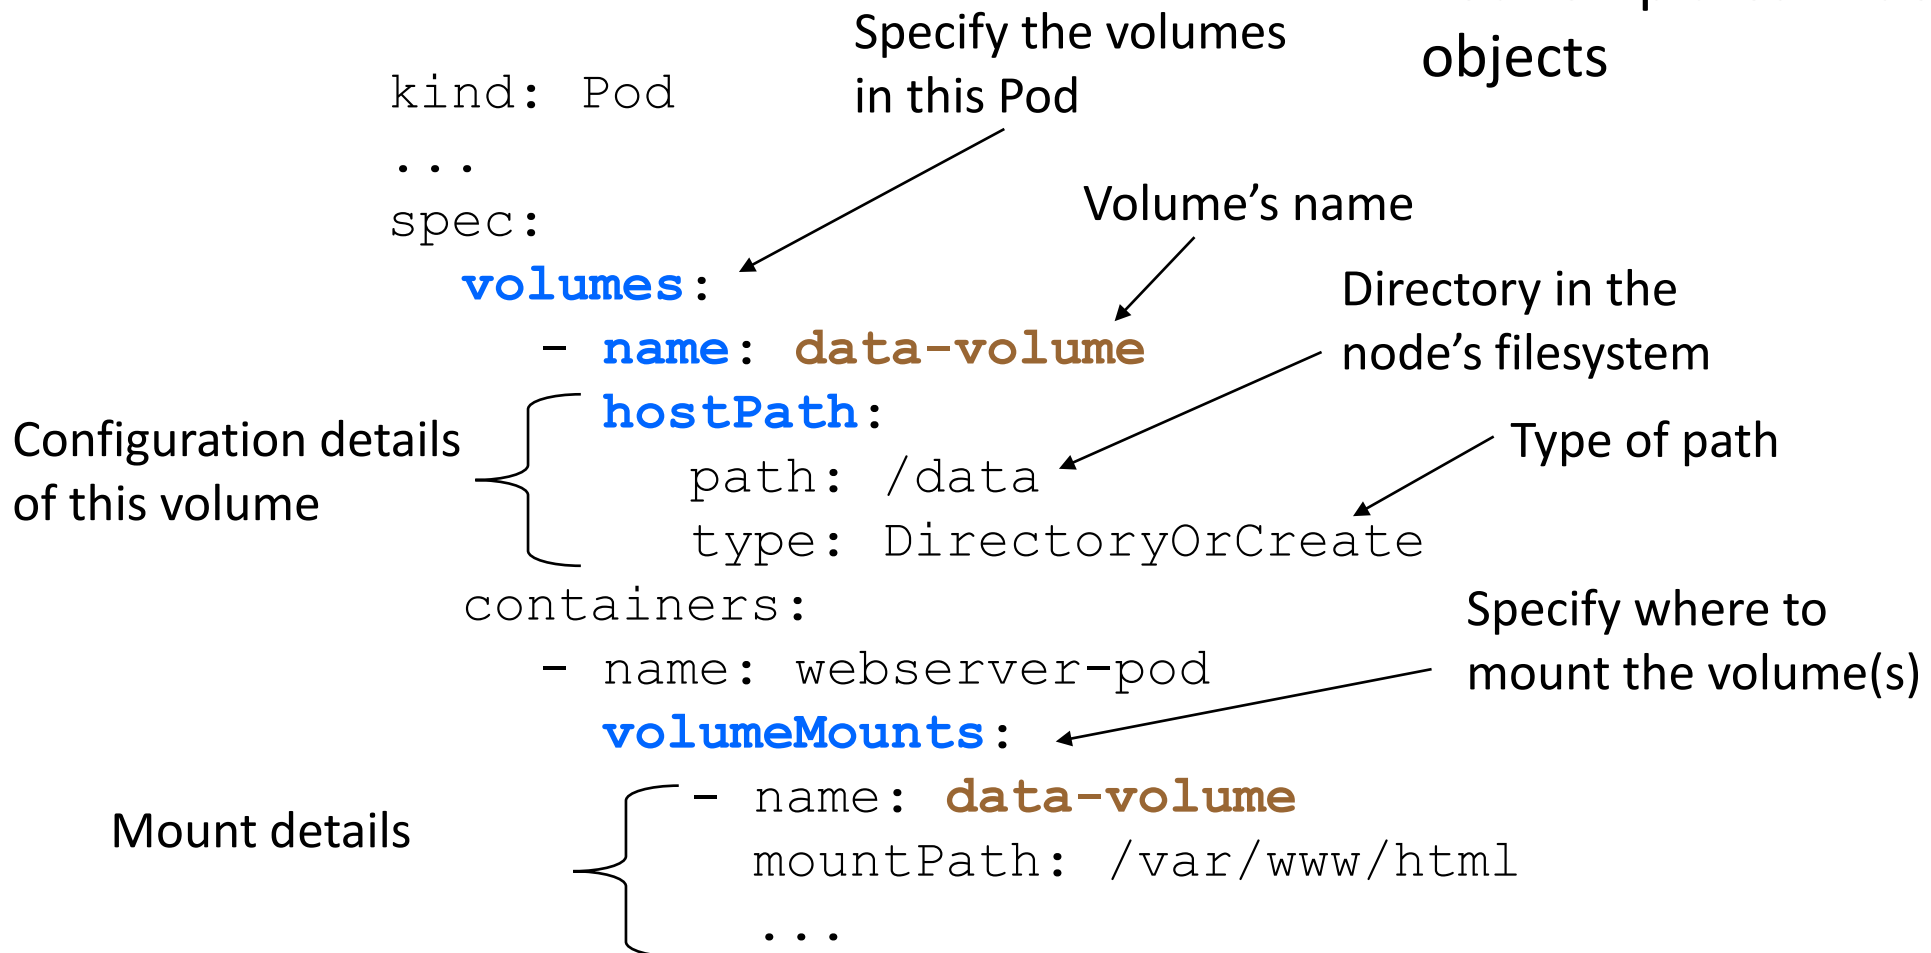 objects
Specify the volumes
in this Pod
kind: Pod
...
spec:
Volume’s name
volumes:
Directory in the
node’s filesystem
- name: data-volume
hostPath:
Configuration details
of this volume
Type of path
path: /data
type: DirectoryOrCreate
containers:
Specify where to
mount the volume(s)
- name: webserver-pod
volumeMounts:
- name: data-volume
Mount details
mountPath: /var/www/html
...